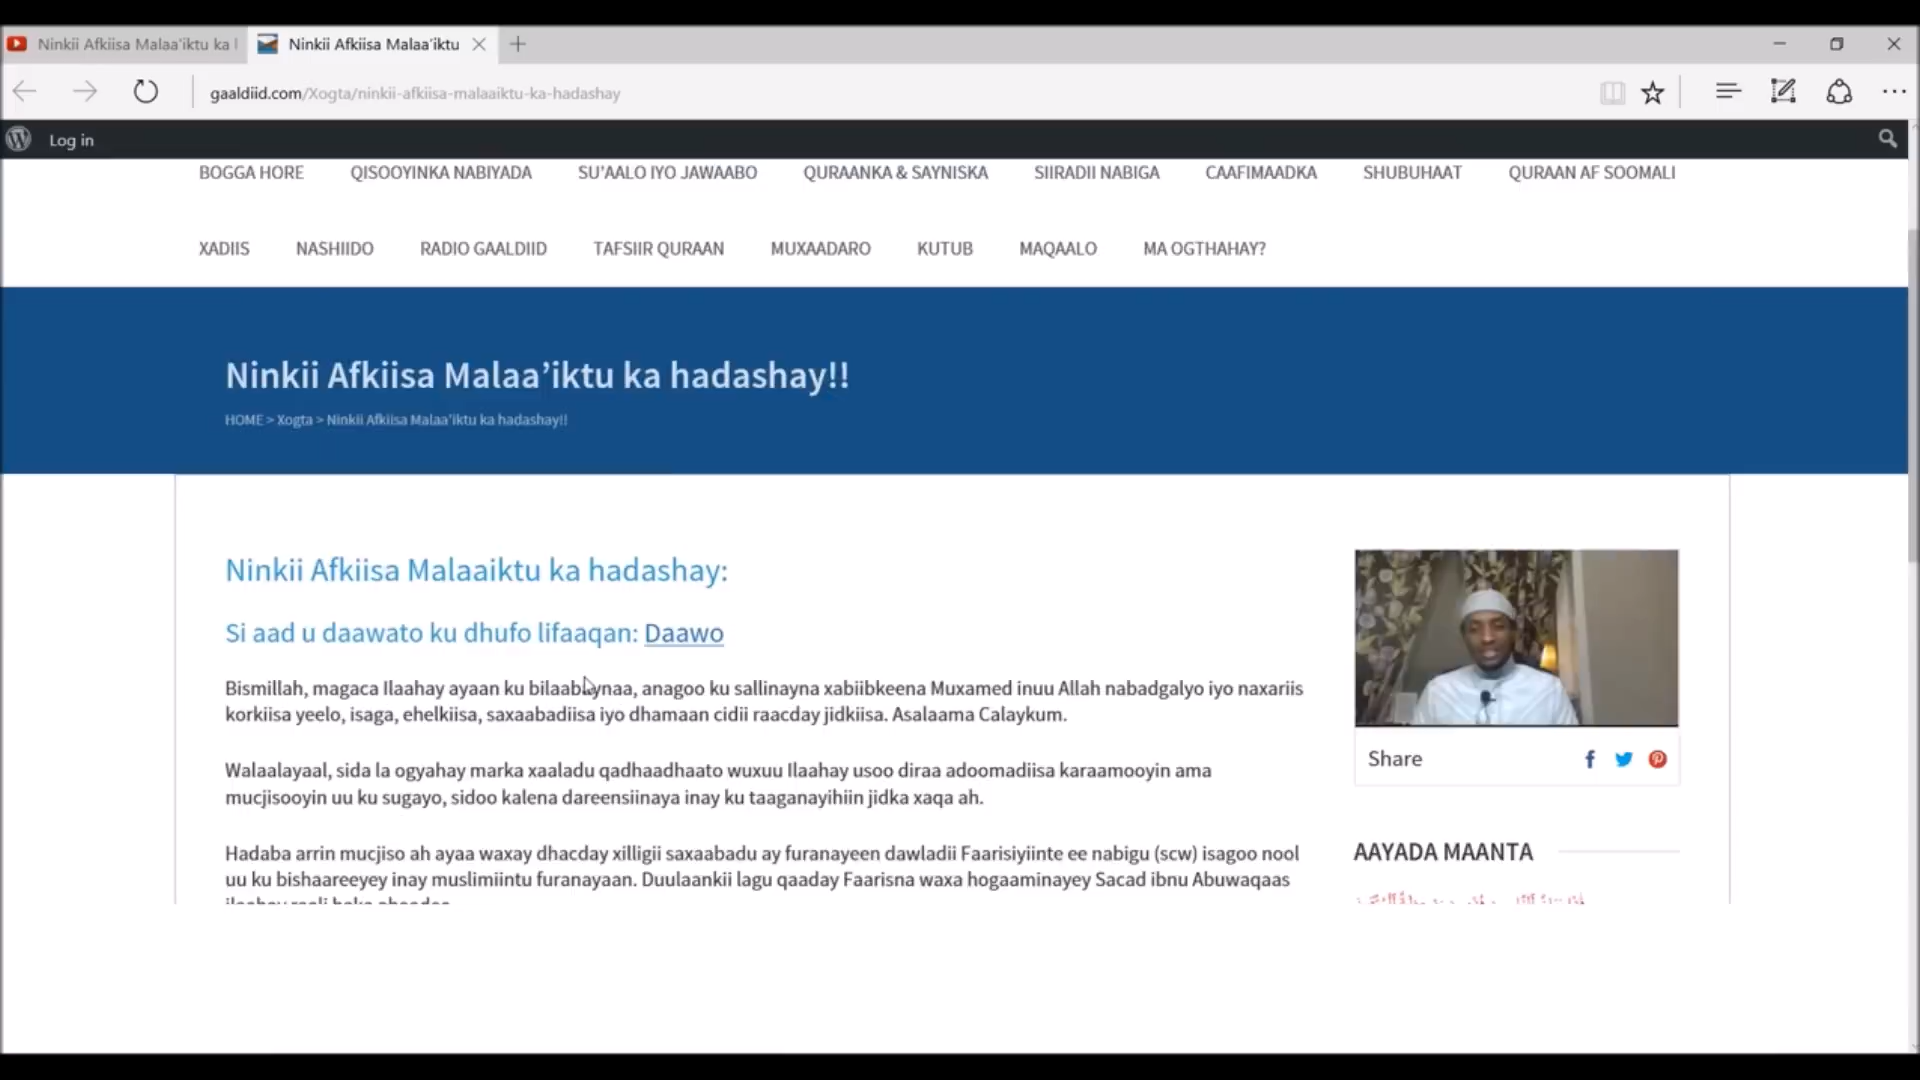 Ninkii Afkiisa Malaa'iktu ka
Ninkii Afkiisa Malaa'iktu
gaaldiid.com/Xogta/ninkii-afkiisa-malaaiktu-ka-hadashay
Log in
BOGGA HORE QISOOYINKA NABIYADA SU'AALO IYO JAWAABO QURAANKA & SAYNISKA SIIRADII NABIGA CAAFIMAADKA SHUBUHAAT QURAAN AF SOOMALI
XADIIS NASHIIDO RADIO GAALDIID TAFSIIR QURAAN MUXAADARO KUTUB MAQAALO MA OGTHAHAY?
Ninkii Afkiisa Malaa’iktu ka hadashay!!
HOME > Xogta > Ninkii Afkiisa Malaa’iktu ka hadashay!!
Ninkii Afkiisa Malaaiktu ka hadashay:
Si aad u daawato ku dhufo lifaaqan: Daawo
Bismillah, magaca Ilaahay ayaan ku bilaabaynaa, anagoo ku sallinayna xabiibkeena Muxamed inuu Allah nabadgalyo iyo naxariis
korkiisa yeelo, isaga, ehelkiisa, saxaabadiisa iyo dhamaan cidii raacday jidkiisa. Asalaama Calaykum.
Walaalayaal, sida la ogyahay marka xaaladu qadhaadhaato wuxuu Ilaahay usoo diraa adoomadiisa karaamooyin ama
mucjisooyin uu ku sugayo, sidoo kalena dareensiinaya inay ku taaganayihiin jidka xaqa ah.
Hadaba arrin mucjiso ah ayaa waxay dhacday xilligii saxaabadu ay furanayeen dawladii Faarisiyiinte ee nabigu (scw) isagoo nool
uu ku bishaareeyey inay muslimiintu furanayaan. Duulaankii lagu qaaday Faarisna waxa hogaaminayey Sacad ibnu Abuwaqaas
Share
AAYADA MAANTA